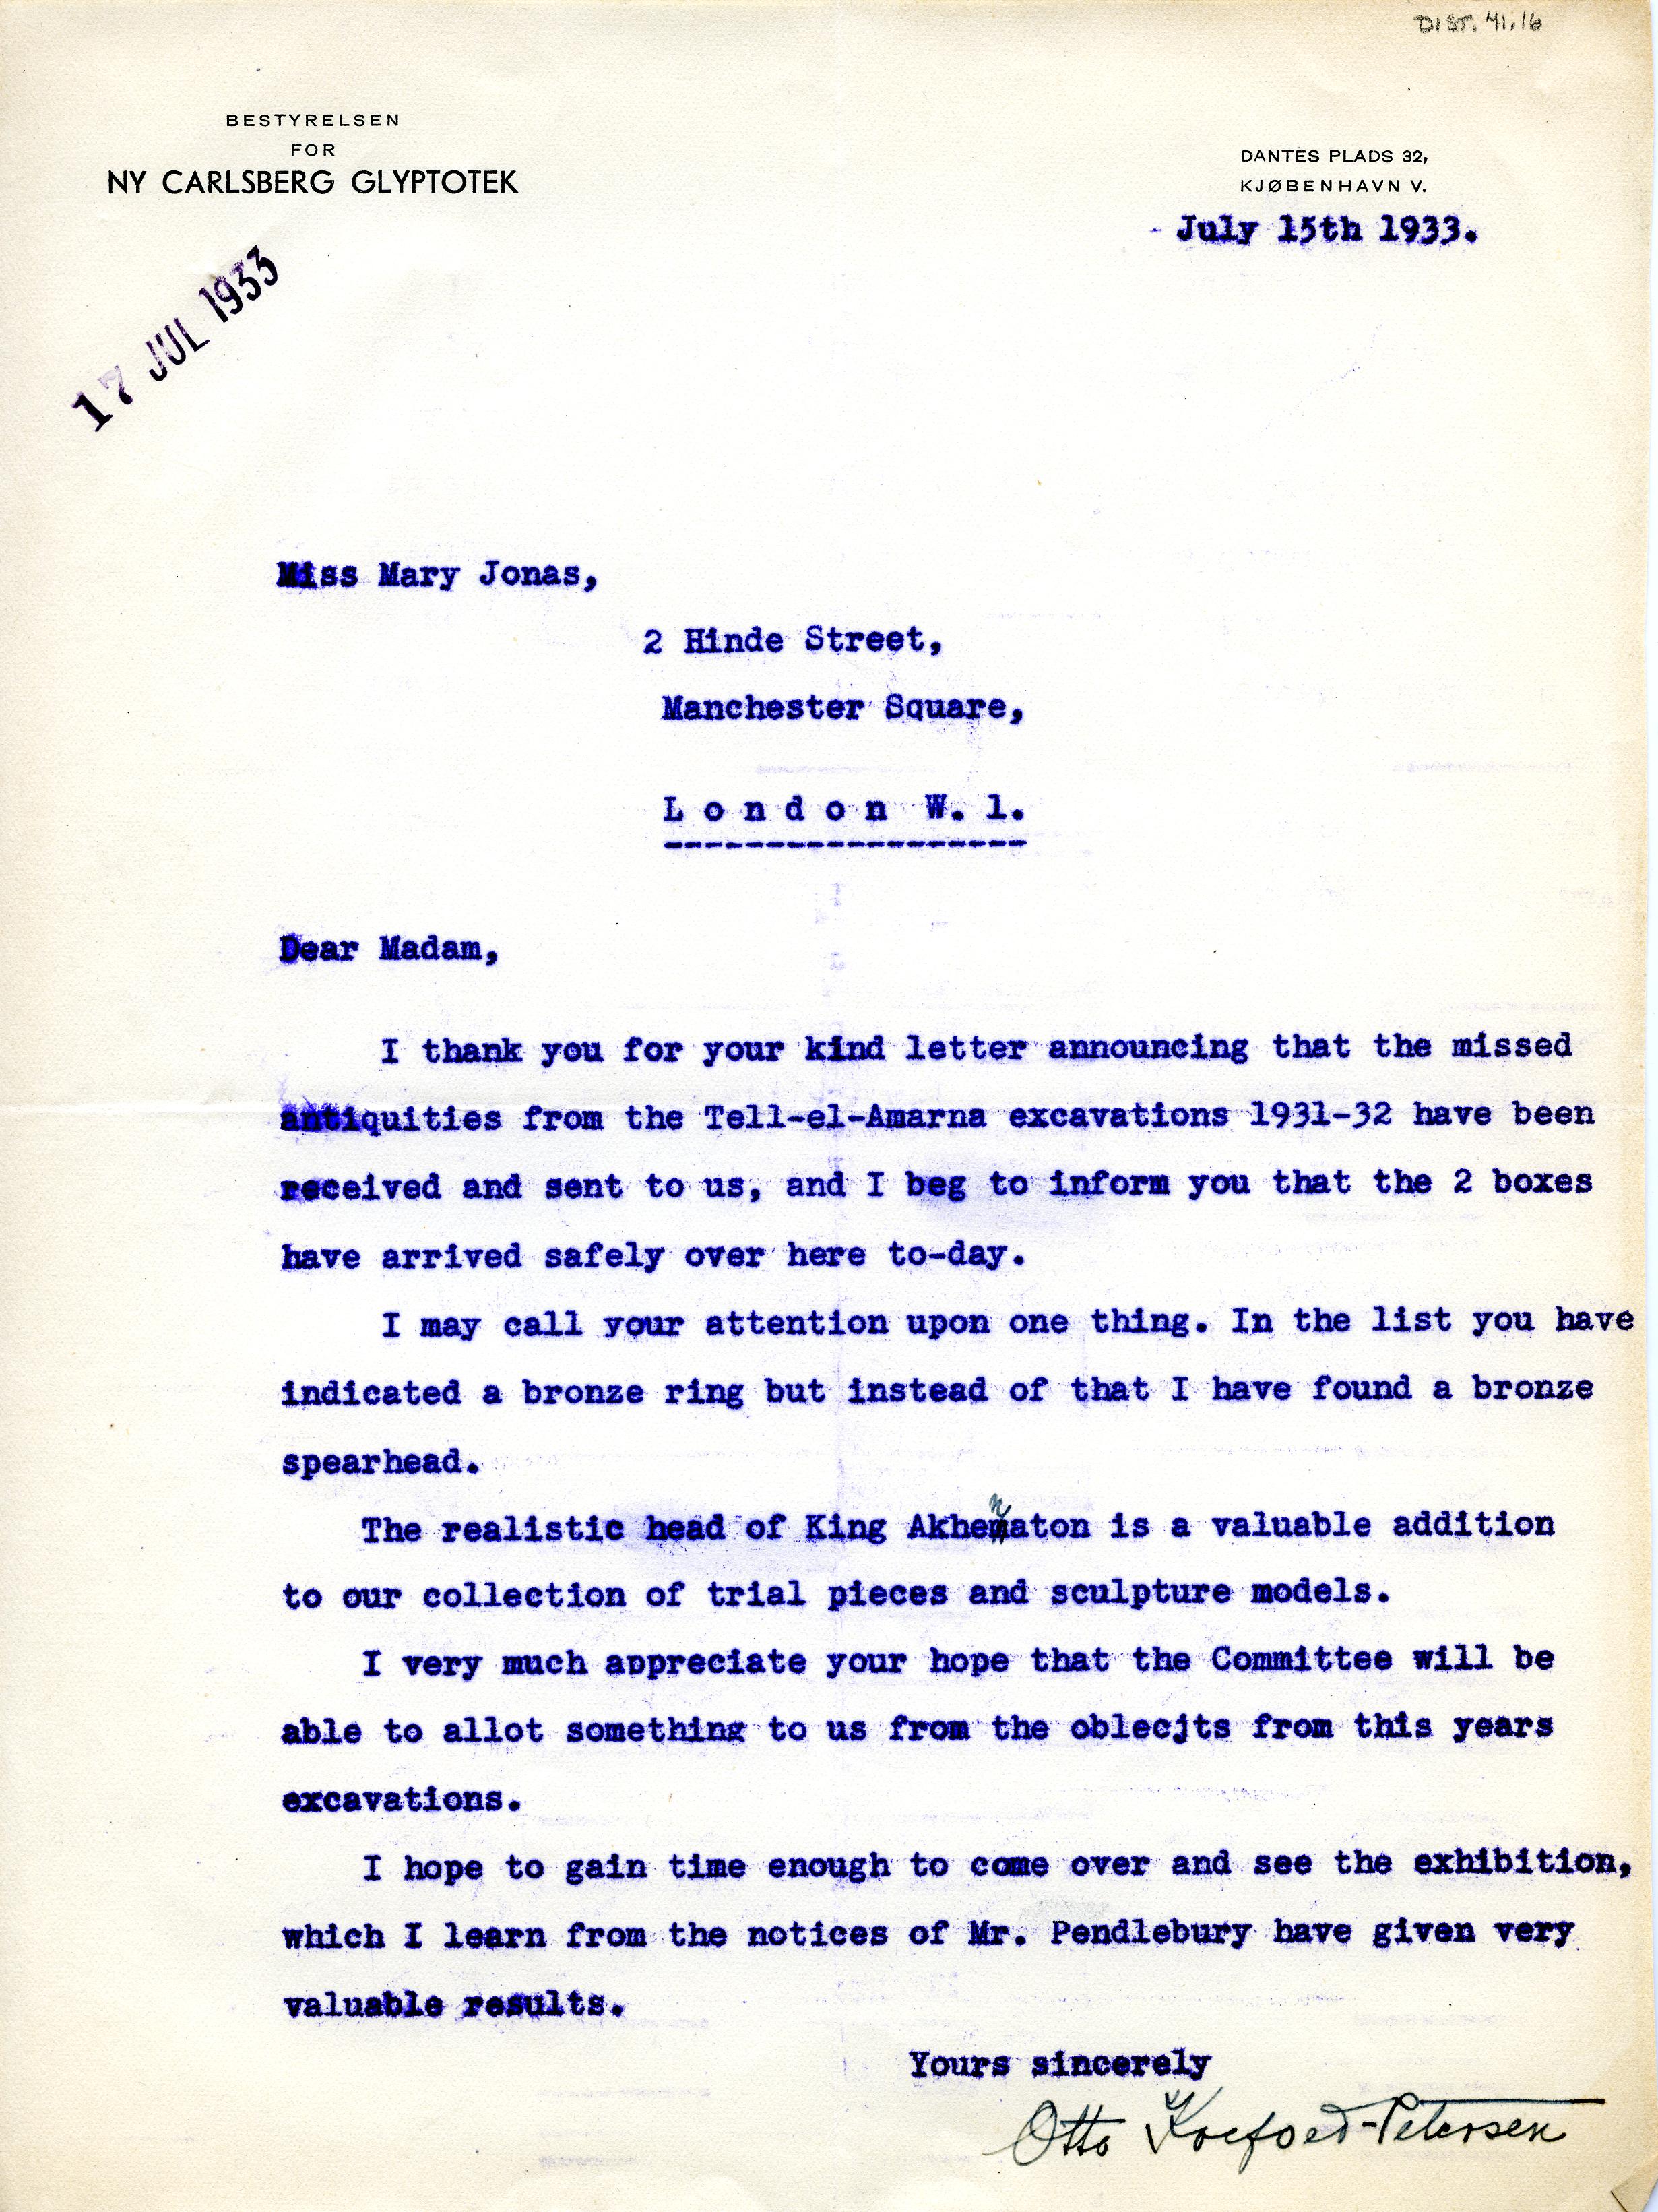 DIST. 41.16
BESTYRELSEN
FOR
NY CARLSBERG GLYPTOTEK
DANTES PLADS 32,
KJØBENHAVN V.
July 15th 1933.
17 JUL 1933
Miss Mary Jonas,
2 Hinde Street,
Manchester Square,
L o n d o n W. 1.
------------------
Dear Madam,
I thank you for your kind letter announcing that the missed
antiquities from the Tell-el-Amarna excavations 1931-32 have been
received and sent to us, and I beg to inform you that the 2 boxes
have arrived safely over here to-day.
I may call your attention upon one thing. In the list you have
indicated a bronze ring but instead of that I have found a bronze
spearhead.
The realistic head of King Akhenaton is a valuable addition
to our collection of trial pieces and sculpture models.
I very much appreciate your hope that the Committee will be
able to allot something to us from the oblecjts from this years
excavations.
I hope to gain time enough to come over and see the exhibition,
which I learn from the notices of Mr. Pendlebury have given very
valuable results.
Yours sincerely
Otto Koefoed-Petersen